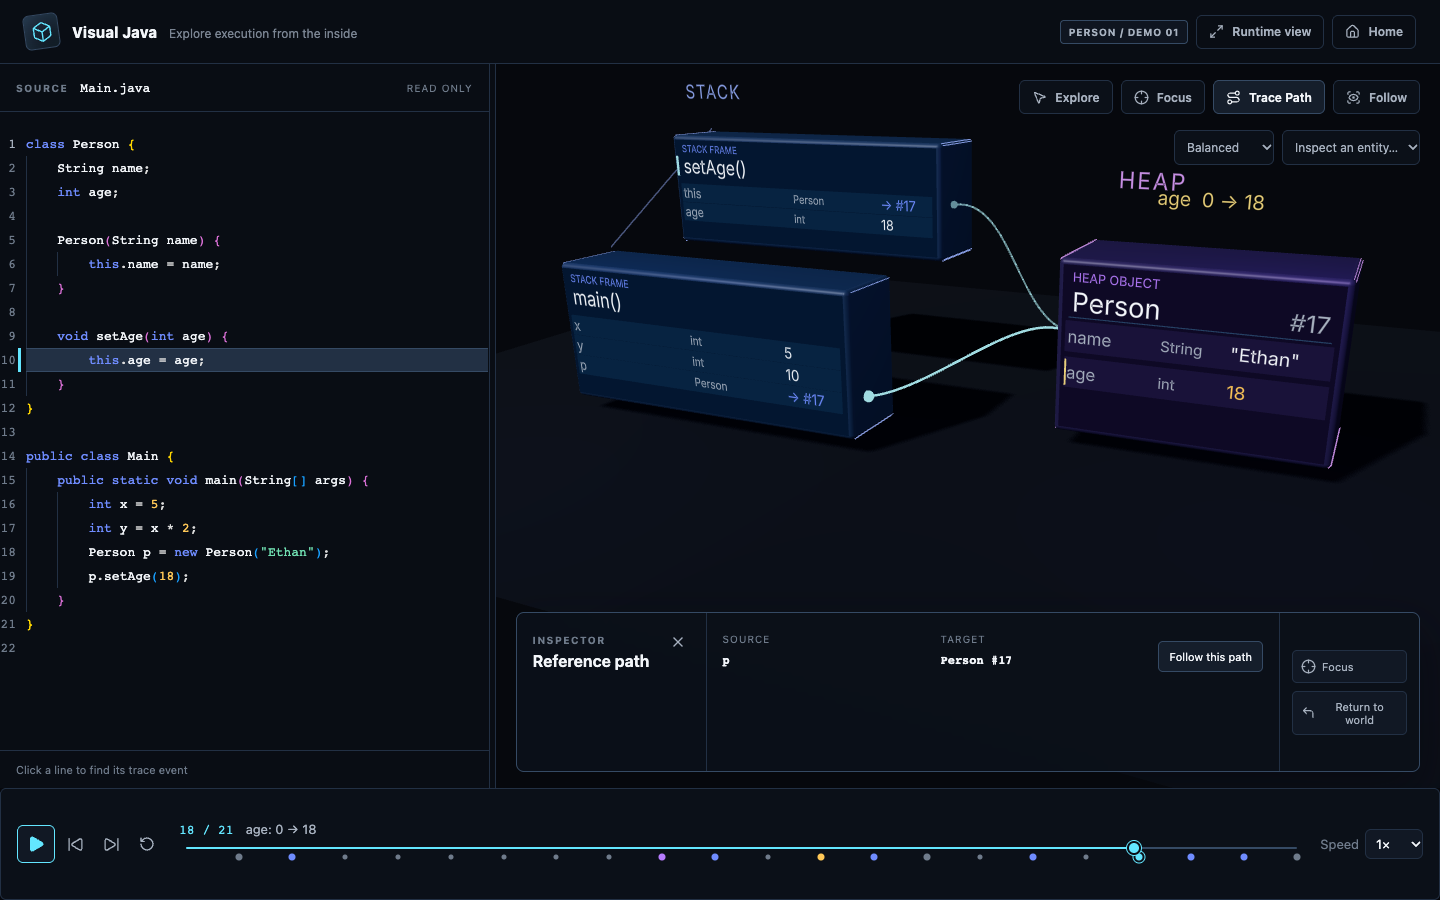 Visual Java Explore execution from the inside
PERSON / DEMO 01 Runtime view Home
SOURCE Main.java READ ONLY
1 class Person {
2 String name;
3 int age;
4
5 Person(String name) {
6 this.name = name;
7 }
8
9 void setAge(int age) {
10 this.age = age;
11 }
12 }
13
14 public class Main {
15 public static void main(String[] args) {
16 int x = 5;
17 int y = x * 2;
18 Person p = new Person("Ethan");
19 p.setAge(18);
20 }
21 }
22
Click a line to find its trace event
Explore Focus Trace Path Follow
Balanced Inspect an entity...
STACK
STACK FRAME
setAge()
this Person → #17
age int 18
STACK FRAME
main()
x int 5
y int 10
p Person → #17
HEAP
age 0 → 18
HEAP OBJECT
Person #17
name String "Ethan"
age int 18
INSPECTOR
Reference path
SOURCE
p
TARGET
Person #17
Follow this path
Focus
Return to
world
18 / 21 age: 0 → 18
Speed 1×